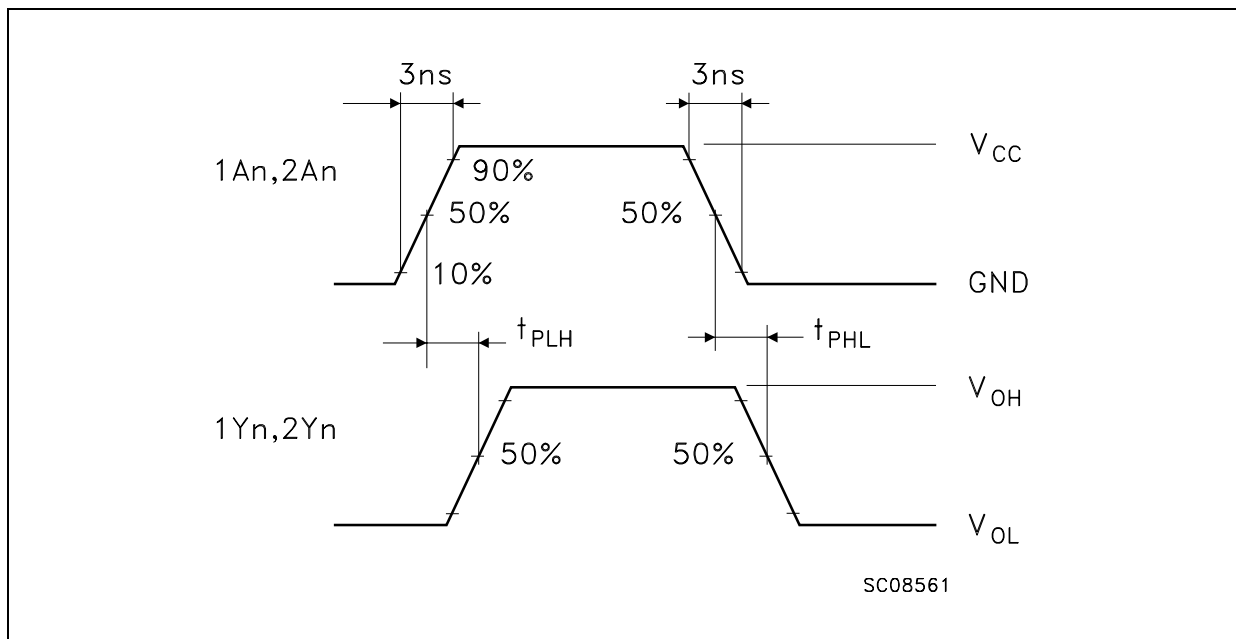 3ns 3ns
1An,2An
V_CC
90%
50% 50%
10%
GND
t_PLH t_PHL
1Yn,2Yn
V_OH
50% 50%
V_OL
SC08561